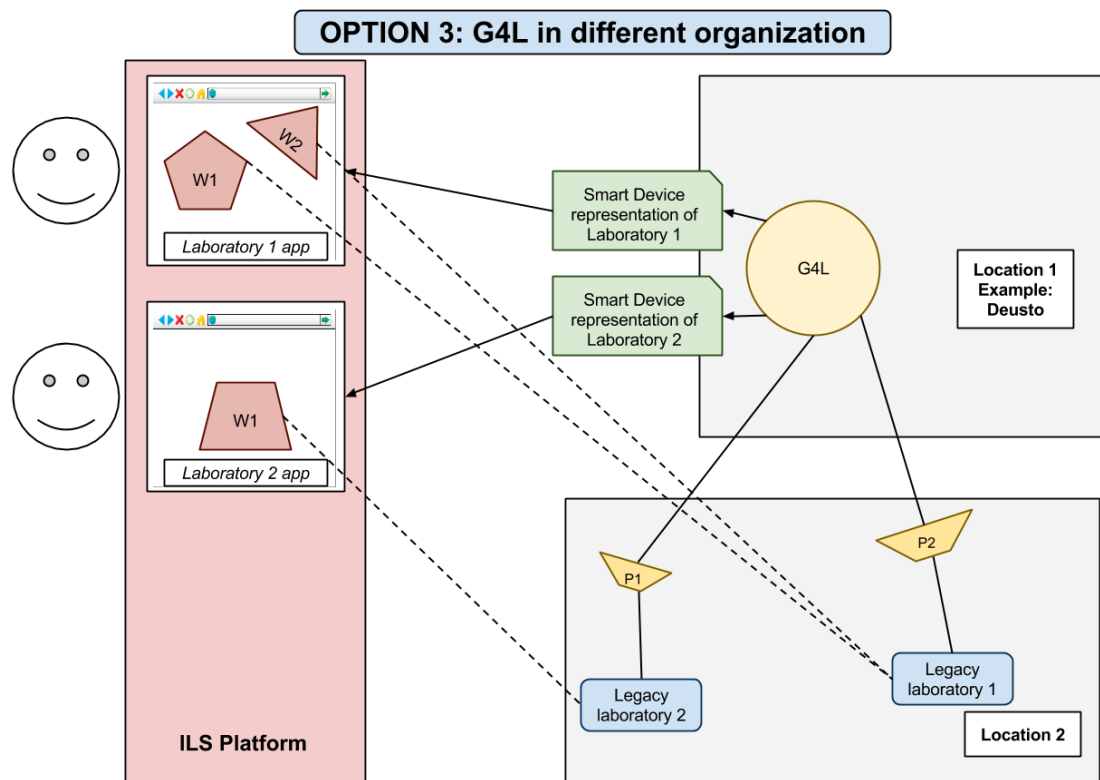 OPTION 3: G4L in different organization
W1
W2
Laboratory 1 app
Smart Device
representation of
Laboratory 1
G4L
Location 1
Example:
Deusto
Smart Device
representation of
Laboratory 2
W1
Laboratory 2 app
P1
P2
Legacy
laboratory 2
Legacy
laboratory 1
Location 2
ILS Platform